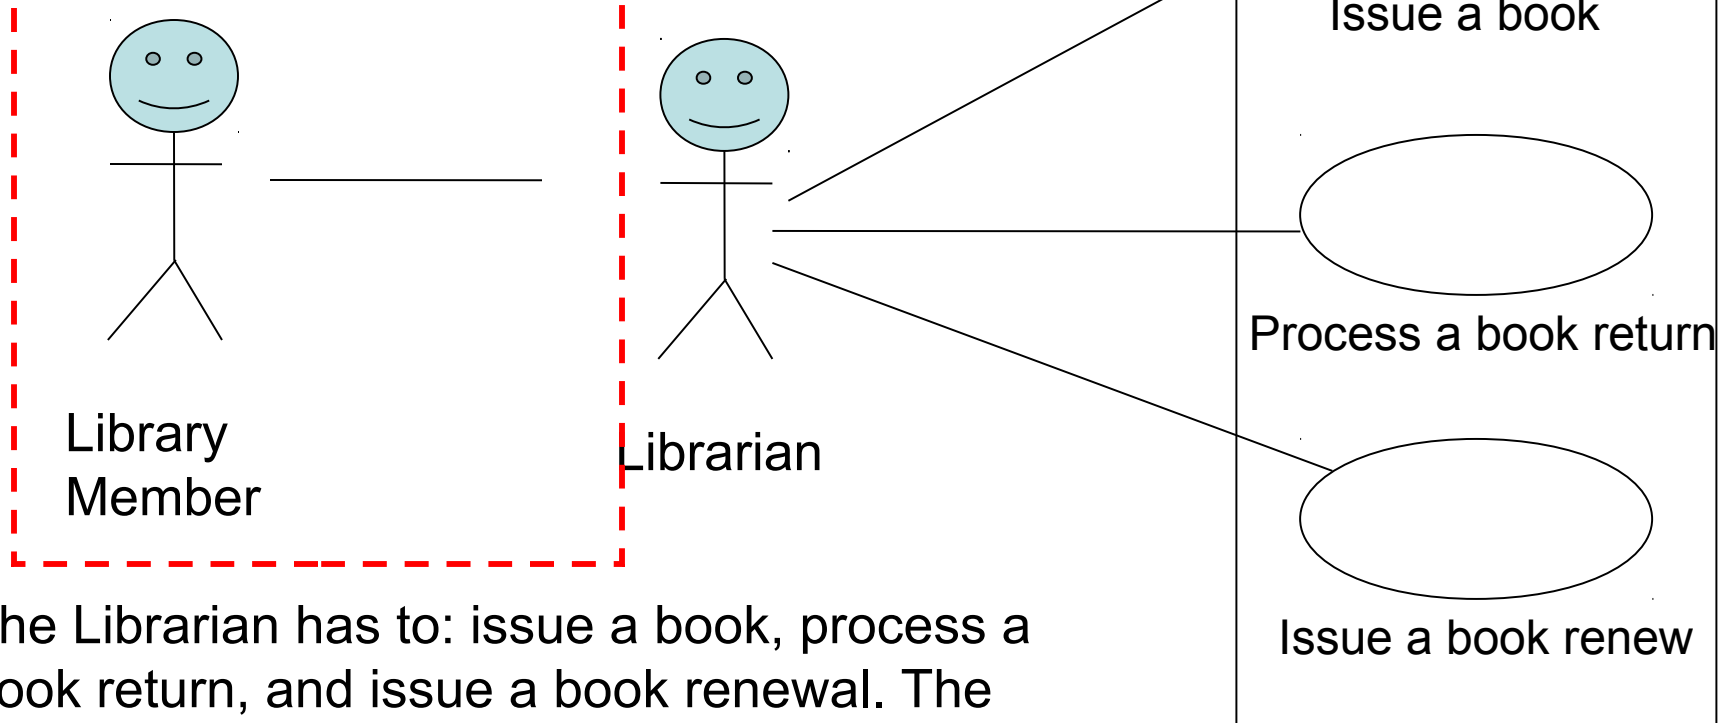 Issue a book
Process a book return
Library
Member
Librarian
he Librarian has to: issue a book, process a
ook return, and issue a book renewal. The
Issue a book renew